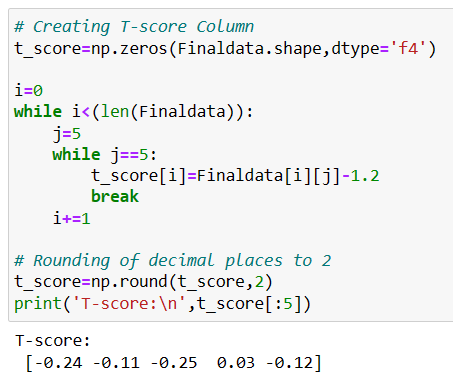 # Creating T-score Column
t_score=np.zeros(Finaldata.shape,dtype='f4')
i=0
while i<(len(Finaldata)):
    j=5
    while j==5:
        t_score[i]=Finaldata[i][j]-1.2
        break
    i+=1
# Rounding of decimal places to 2
t_score=np.round(t_score,2)
print('T-score:\n',t_score[:5])
T-score:
 [-0.24 -0.11 -0.25  0.03 -0.12]